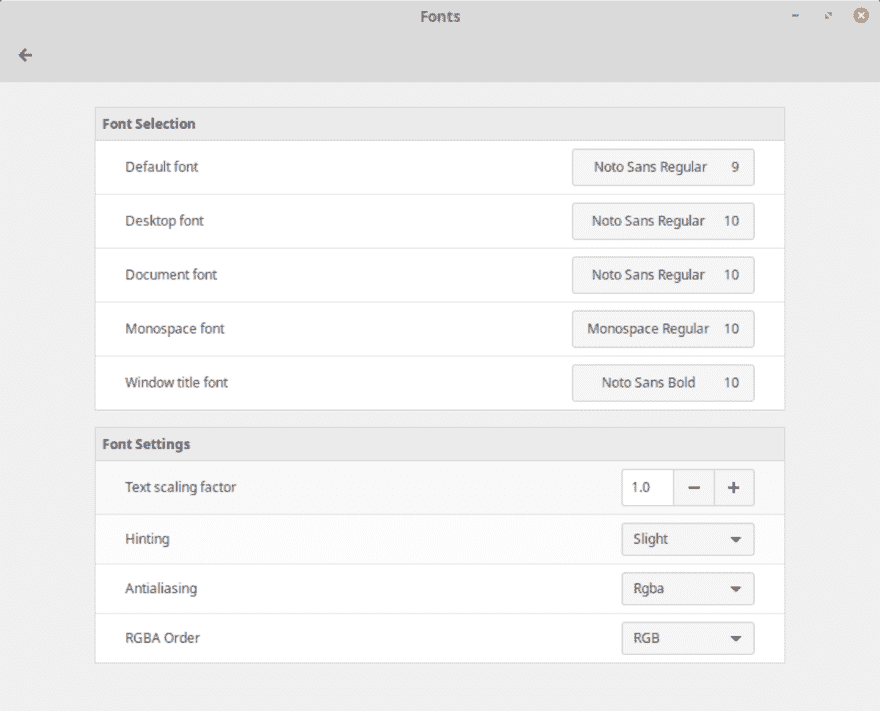 Fonts
Font Selection
Default font Noto Sans Regular 9
Desktop font Noto Sans Regular 10
Document font Noto Sans Regular 10
Monospace font Monospace Regular 10
Window title font Noto Sans Bold 10
Font Settings
Text scaling factor 1.0 − +
Hinting Slight
Antialiasing Rgba
RGBA Order RGB